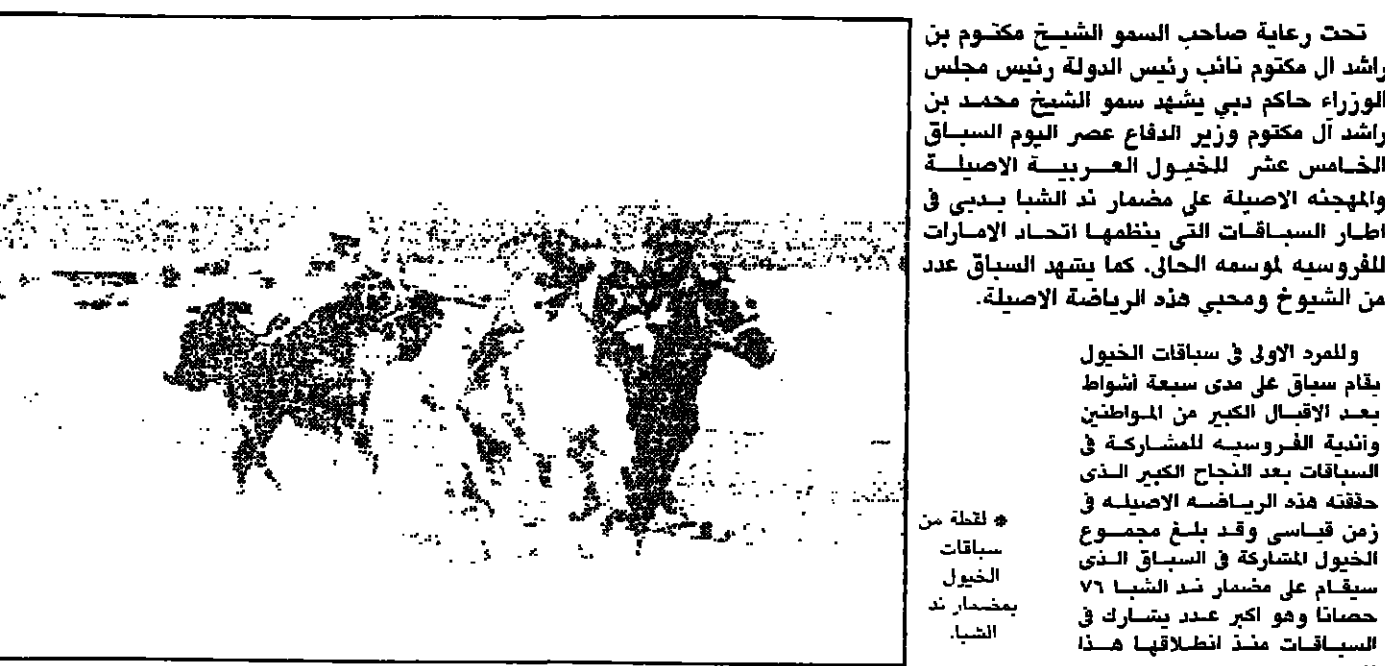 تحت رعاية صاحب السمو الشيخ مكتوم بن
راشد ال مكتوم نائب رئيس الدولة رئيس مجلس
الوزراء حاكم دبي يشهد سمو الشيخ محمد بن
راشد آل مكتوم وزير الدفاع عصر اليوم السباق
الخامس عشر للخيول العربية الاصيلة
والمهجنه الاصيلة على مضمار ند الشبا بدبى في
اطار السباقات التى ينظمها اتحاد الامارات
للفروسيه لموسمه الحالى. كما يشهد السباق عدد
من الشيوخ ومحبي هذه الرياضة الاصيلة.
وللمرة الاولى في سباقات الخيول
يقام سباق على مدى سبعة أشواط
بعد الإقبال الكبير من المواطنين
واندية الفروسيه للمشاركة في
السباقات بعد النجاح الكبير الذى
حققته هذه الرياضه الاصيله في
زمن قياسى وقد بلغ مجموع
الخيول المشاركة في السباق الذى
سيقام على مضمار ند الشبا ٧٦
حصانا وهو اكبر عدد يشارك في
السباقات منذ انطلاقها هذا
● لقطة من
سباقات
الخيول
بمضمار ند
الشبا.